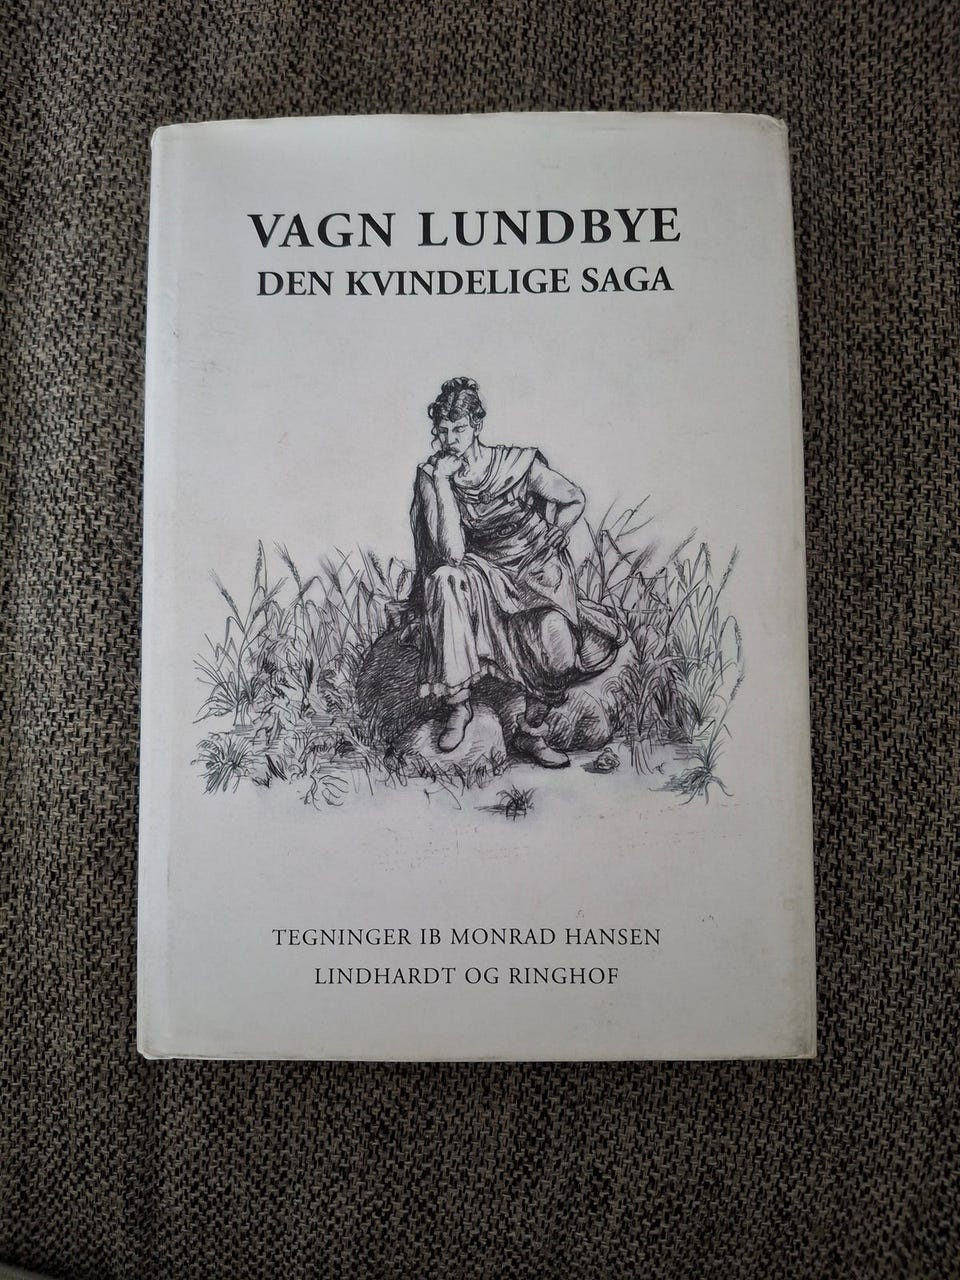 VAGN LUNDBYE
DEN KVINDELIGE SAGA
TEGNINGER IB MONRAD HANSEN
LINDHARDT OG RINGHOF